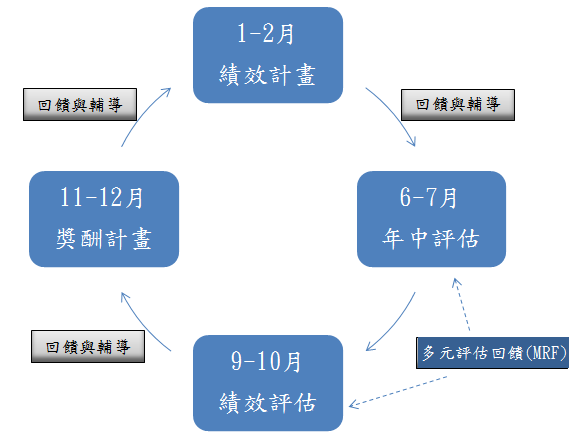 1-2月
績效計畫
回饋與輔導
回饋與輔導
11-12月
獎酬計畫
6-7月
年中評估
回饋與輔導
多元評估回饋(MRF)
9-10月
績效評估